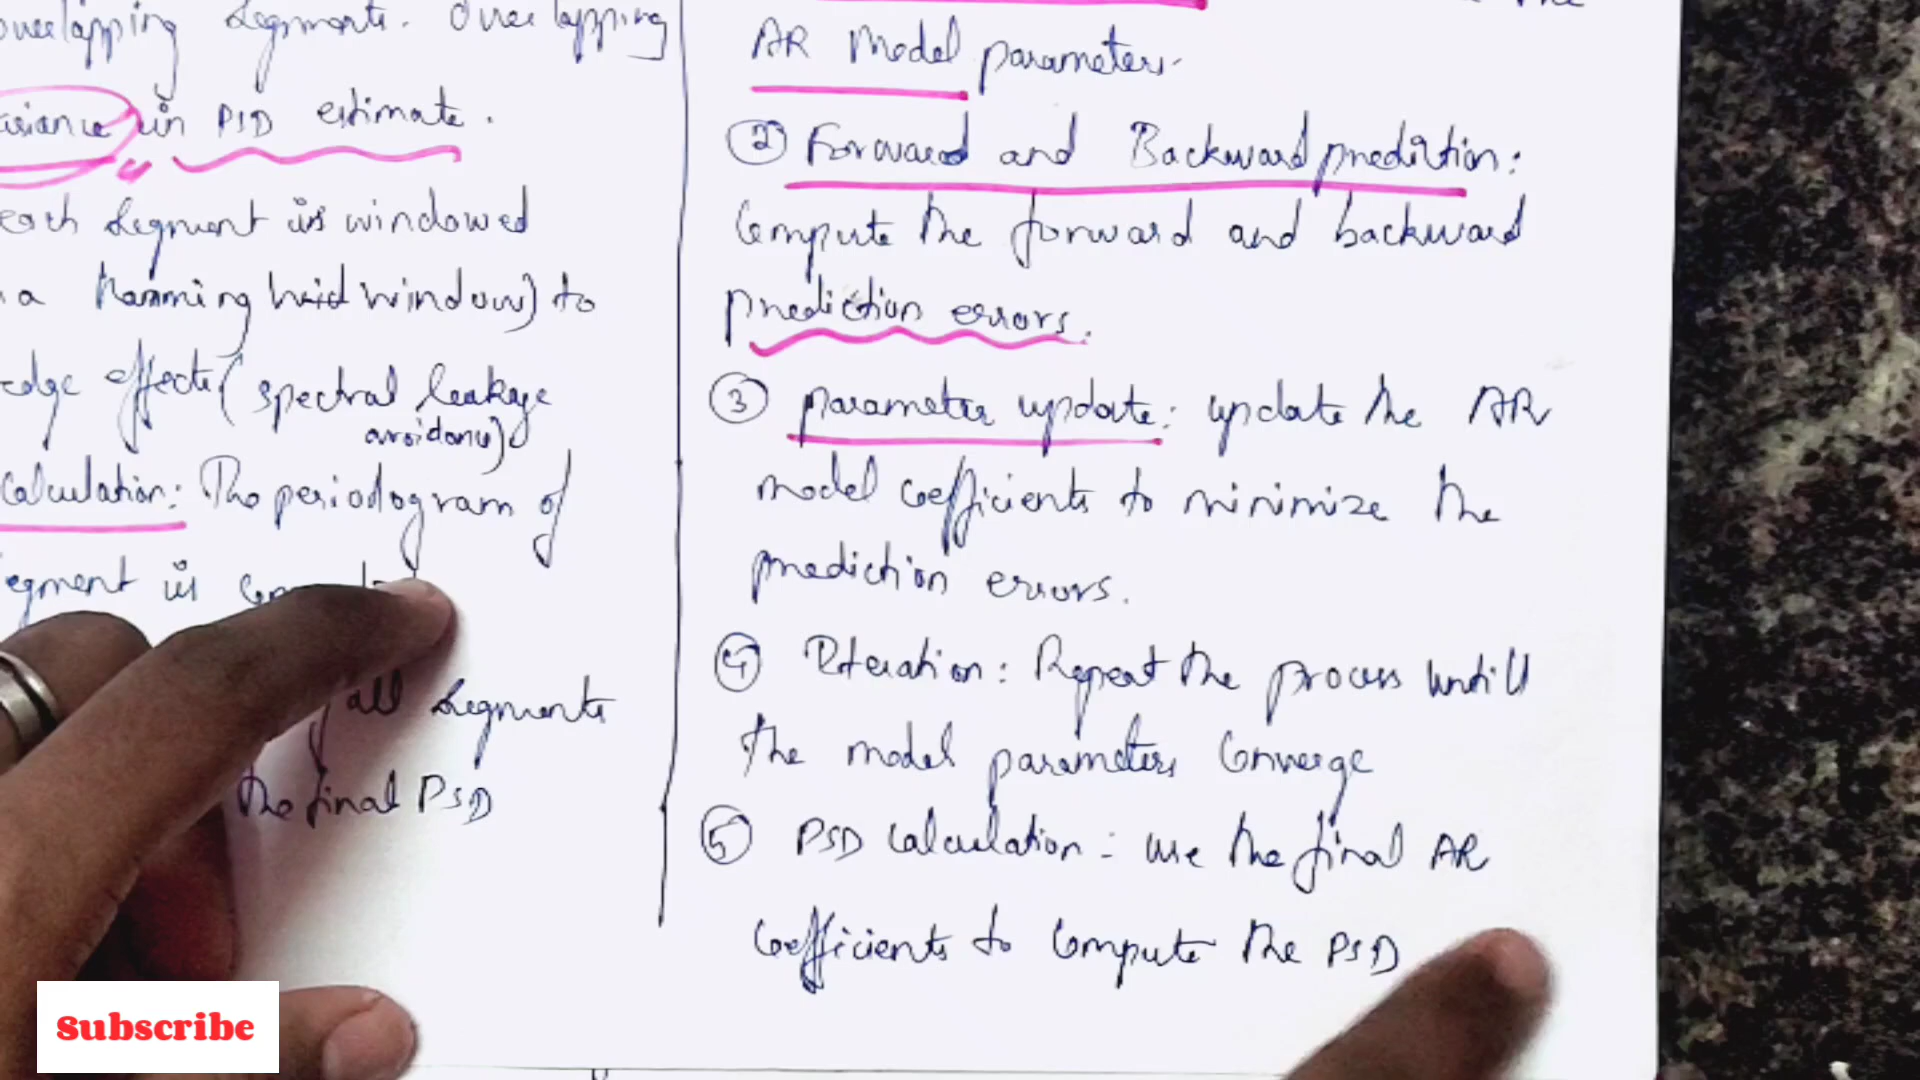 overlapping segments. Overlapping
in PSD estimate.
each segment is windowed
a hamming window) to
edge effects (spectral leakage
avoidance)
calculation: The periodogram of
segment is
all segments
the final PSD
the
AR Model parameters.
② Forward and Backward prediction:
Compute the forward and backward
prediction errors.
③ parameter update: update the AR
model coefficients to minimize the
prediction errors.
④ Iteration: Repeat the process untill
the model parameters Converge
⑤ PSD Calculation: use the final AR
Coefficients to Compute the PSD
Subscribe